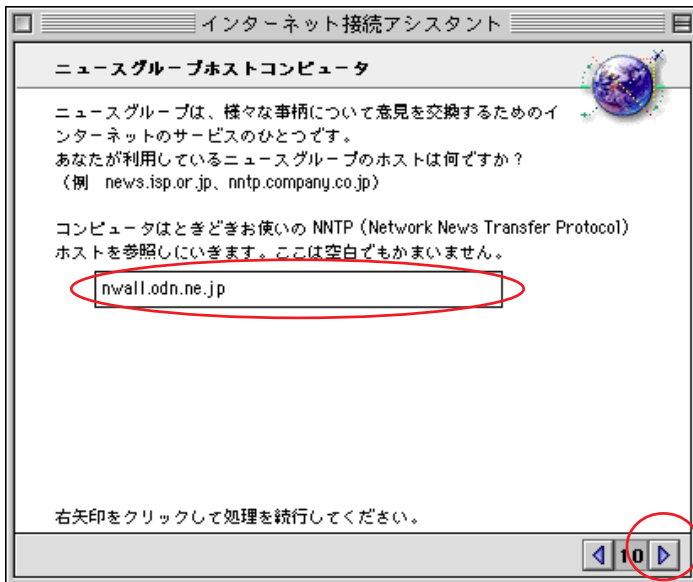 インターネット接続アシスタント
ニュースグループホストコンピュータ
ニュースグループは、様々な事柄について意見を交換するためのイ
ンターネットのサービスのひとつです。
あなたが利用しているニュースグループのホストは何ですか？
（例　news.isp.or.jp、nntp.company.co.jp）
コンピュータはときどきお使いの NNTP（Network News Transfer Protocol）
ホストを参照しにいきます。ここは空白でもかまいません。
nwall.odn.ne.jp
右矢印をクリックして処理を続行してください。
10